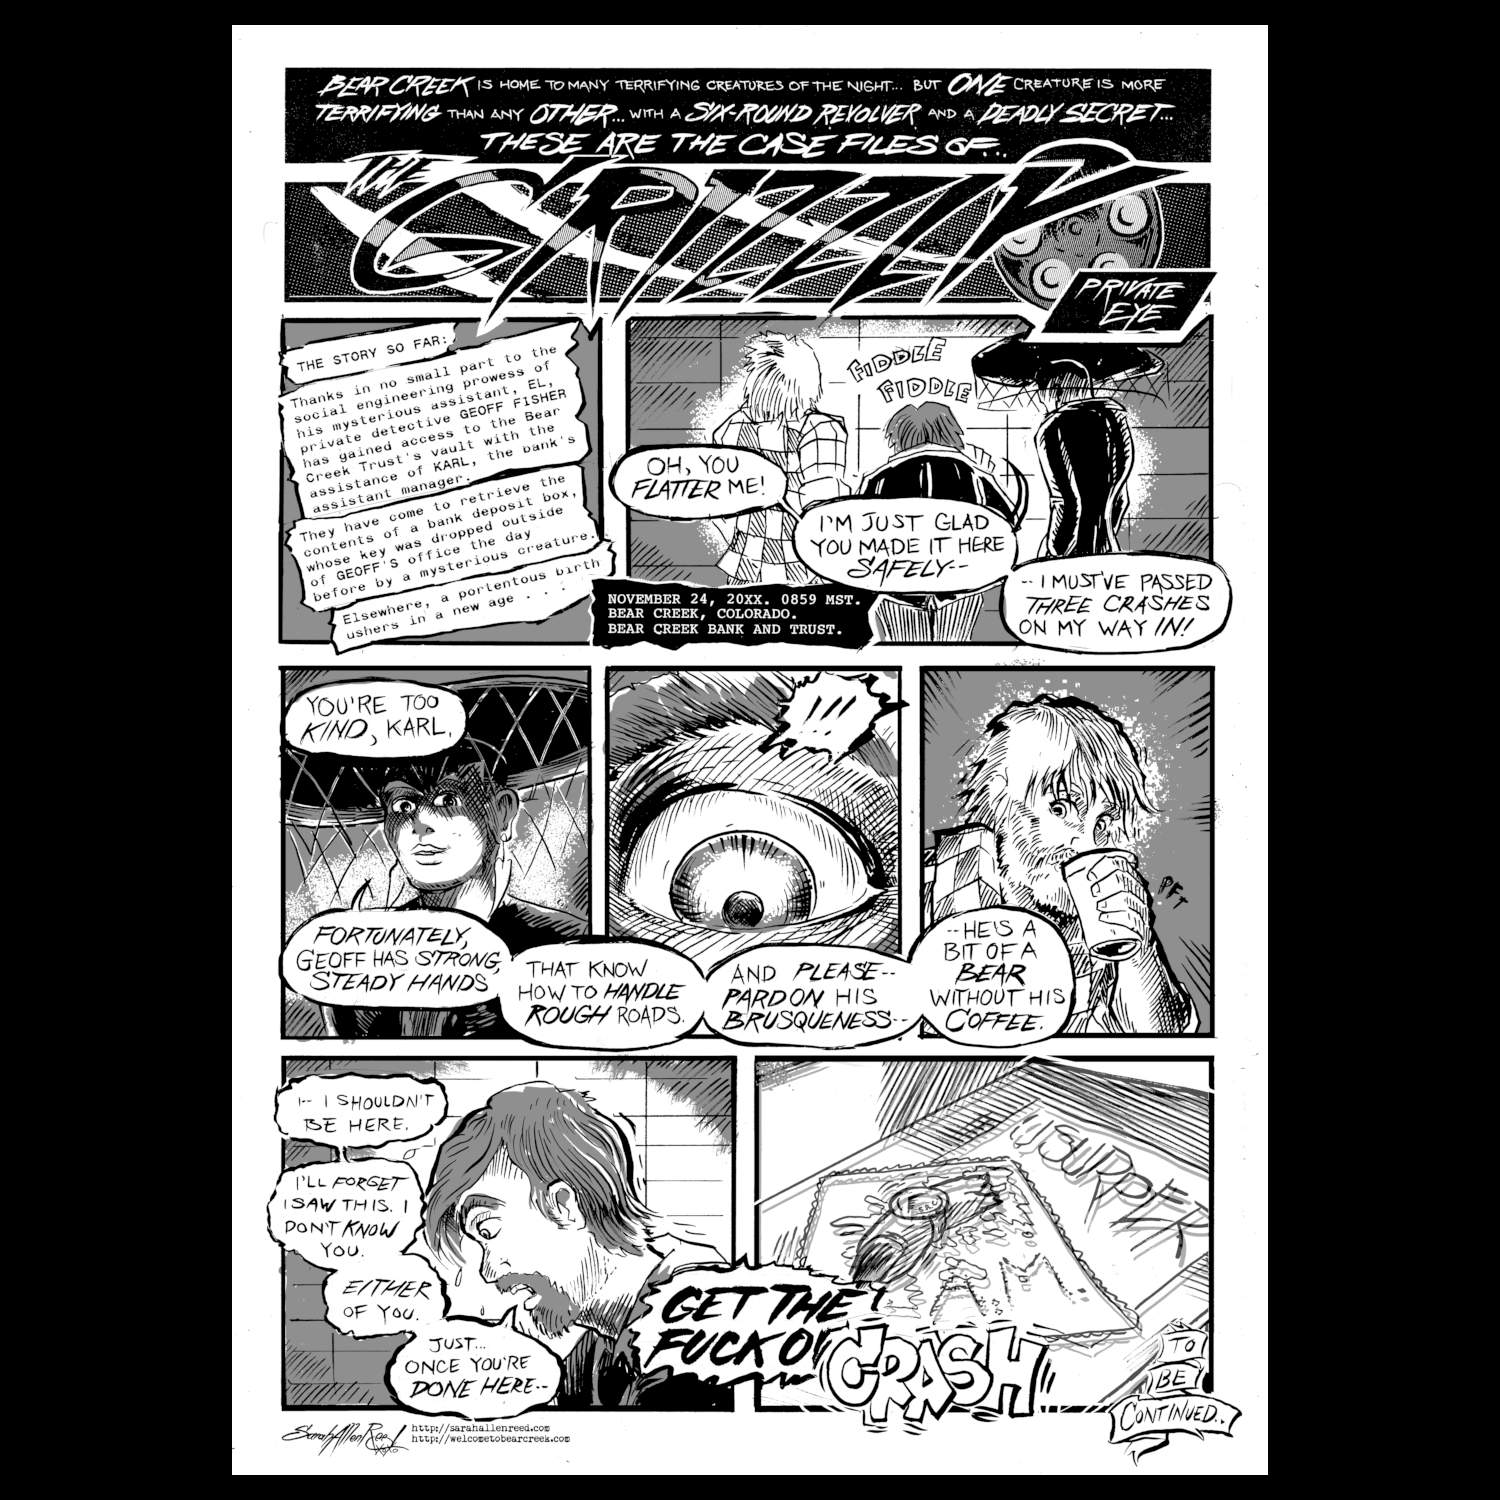 BEAR CREEK IS HOME TO MANY TERRIFYING CREATURES OF THE NIGHT... BUT ONE CREATURE IS MORE
TERRIFYING THAN ANY OTHER... WITH A SIX-ROUND REVOLVER AND A DEADLY SECRET...
THESE ARE THE CASE FILES OF...
THE
GRIZZLY
PRIVATE
EYE
THE STORY SO FAR:
Thanks in no small part to the
social engineering prowess of
his mysterious assistant, EL,
private detective GEOFF FISHER
has gained access to the Bear
Creek Trust's vault with the
assistance of KARL, the bank's
assistant manager.
They have come to retrieve the
contents of a bank deposit box,
whose key was dropped outside
of GEOFF'S office the day
before by a mysterious creature.
Elsewhere, a portentous birth
ushers in a new age . . .
FIDDLE
FIDDLE
OH, YOU
FLATTER ME!
I'M JUST GLAD
YOU MADE IT HERE
SAFELY--
--I MUST'VE PASSED
THREE CRASHES
ON MY WAY IN!
NOVEMBER 24, 20XX. 0859 MST.
BEAR CREEK, COLORADO.
BEAR CREEK BANK AND TRUST.
YOU'RE TOO
KIND, KARL.
FORTUNATELY,
GEOFF HAS STRONG,
STEADY HANDS
THAT KNOW
HOW TO HANDLE
ROUGH ROADS.
!!!
AND PLEASE--
PARDON HIS
BRUSQUENESS--
--HE'S A
BIT OF A
BEAR
WITHOUT HIS
COFFEE.
PFT
I-- I SHOULDN'T
BE HERE.
I'LL FORGET
I SAW THIS. I
DON'T KNOW
YOU.
EITHER
OF YOU.
JUST...
ONCE YOU'RE
DONE HERE--
GET THE
FUCK O
USURPER
I AM
CRASH!!
TO
BE
CONTINUED..
Sarah Allen Reed
xoxo
http://sarahallenreed.com
http://welcometobearcreek.com